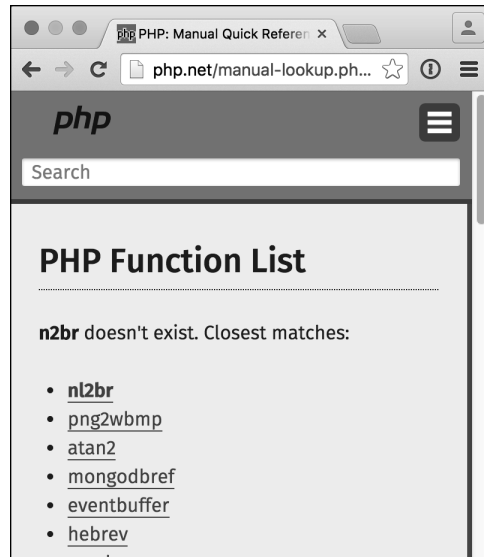 php PHP: Manual Quick Referen
php.net/manual-lookup.ph...
php
Search
PHP Function List
n2br doesn't exist. Closest matches:
• nl2br
• png2wbmp
• atan2
• mongodbref
• eventbuffer
• hebrev